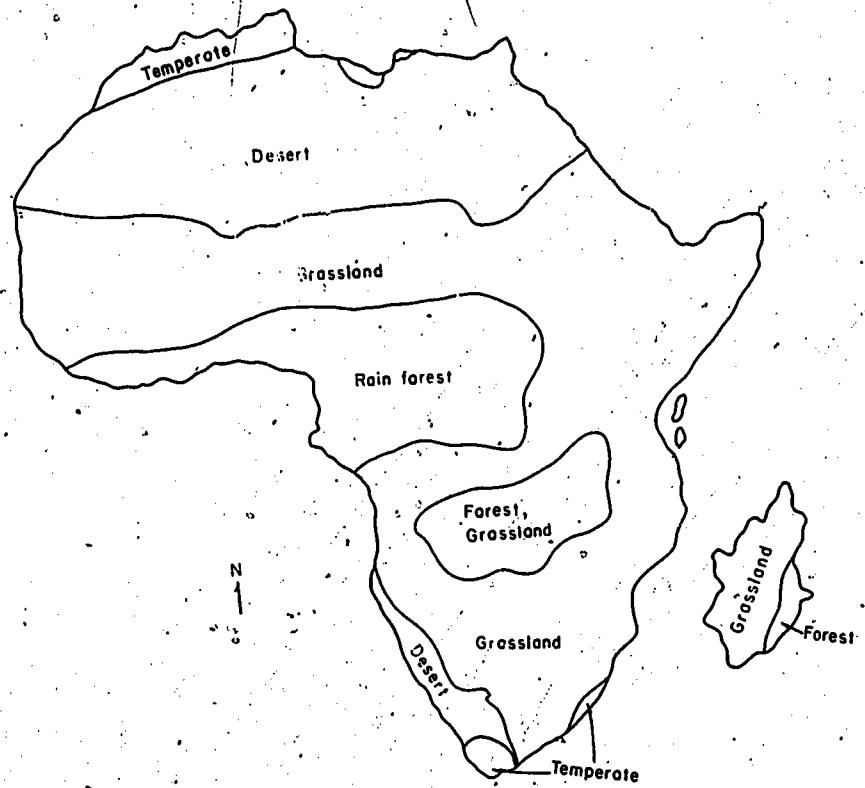 Temperate
Desert
Grassland
Rain forest
Forest,
Grassland
N
Grassland
Forest
Grassland
Desert
Temperate